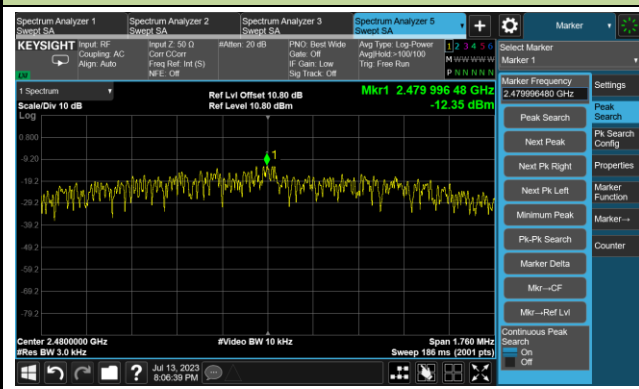 Spectrum Analyzer 1
Swept SA
Spectrum Analyzer 2
Swept SA
Spectrum Analyzer 3
Swept SA
Spectrum Analyzer 5
Swept SA
+
Marker
KEYSIGHT
Input: RF
Coupling: AC
Align: Auto
Input Z: 50 Ω
Corr CCorr
Freq Ref: Int (S)
NFE: Off
#Atten: 20 dB
PNO: Best Wide
Gate: Off
IF Gain: Low
Sig Track: Off
Avg Type: Log-Power
Avg|Hold:>100/100
Trig: Free Run
1 2 3 4 5 6
M W W W W W
P N N N N N
Select Marker
Marker 1
1 Spectrum
Scale/Div 10 dB
Log
Ref Lvl Offset 10.80 dB
Ref Level 10.80 dBm
Mkr1 2.479 996 48 GHz
-12.35 dBm
0.800
-9.20
-19.2
-29.2
-39.2
-49.2
-59.2
-69.2
-79.2
1
Center 2.4800000 GHz
#Res BW 3.0 kHz
#Video BW 10 kHz
Span 1.760 MHz
Sweep 186 ms (2001 pts)
Marker Frequency
2.479996480 GHz
Peak Search
Next Peak
Next Pk Right
Next Pk Left
Minimum Peak
Pk-Pk Search
Marker Delta
Mkr→CF
Mkr→Ref Lvl
Continuous Peak
Search
On
Off
Settings
Peak
Search
Pk Search
Config
Properties
Marker
Function
Marker→
Counter
?
Jul 13, 2023
8:06:39 PM